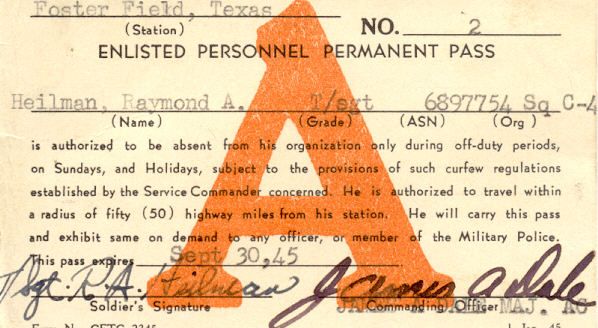 Foster Field, Texas
(Station)
NO. 2
ENLISTED PERSONNEL PERMANENT PASS
Heilman, Raymond A. T/sgt 6897754 Sq C-4
(Name) (Grade) (ASN) (Org )
is authorized to be absent from his organization only during off-duty periods,
on Sundays, and Holidays, subject to the provisions of such curfew regulations
established by the Service Commander concerned. He is authorized to travel within
a radius of fifty (50) highway miles from his station. He will carry this pass
and exhibit same on demand to any officer, or member of the Military Police.
This pass expires Sept 30,45
T/Sgt. R.A. Heilman James A Dale
Soldier's Signature Commanding Officer
JAMES A DALE MAJ. AC
A